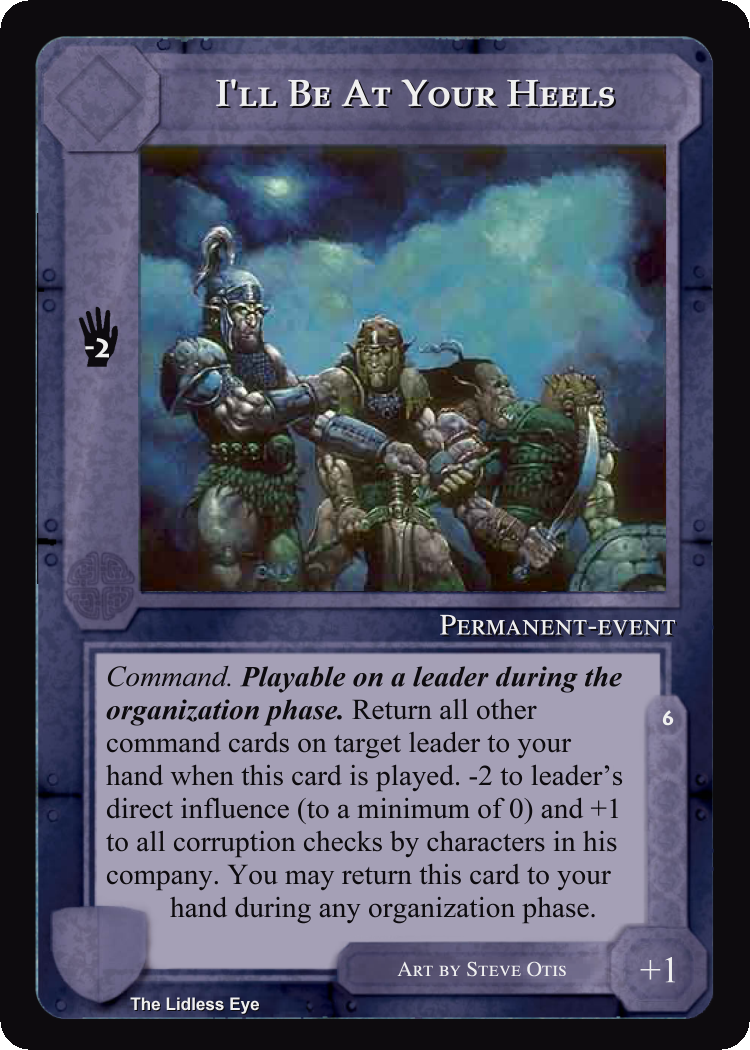 I'll Be At Your Heels
-2
Permanent-event
Command. Playable on a leader during the
organization phase. Return all other
command cards on target leader to your
hand when this card is played. -2 to leader's
direct influence (to a minimum of 0) and +1
to all corruption checks by characters in his
company. You may return this card to your
hand during any organization phase.
6
Art by Steve Otis
+1
The Lidless Eye